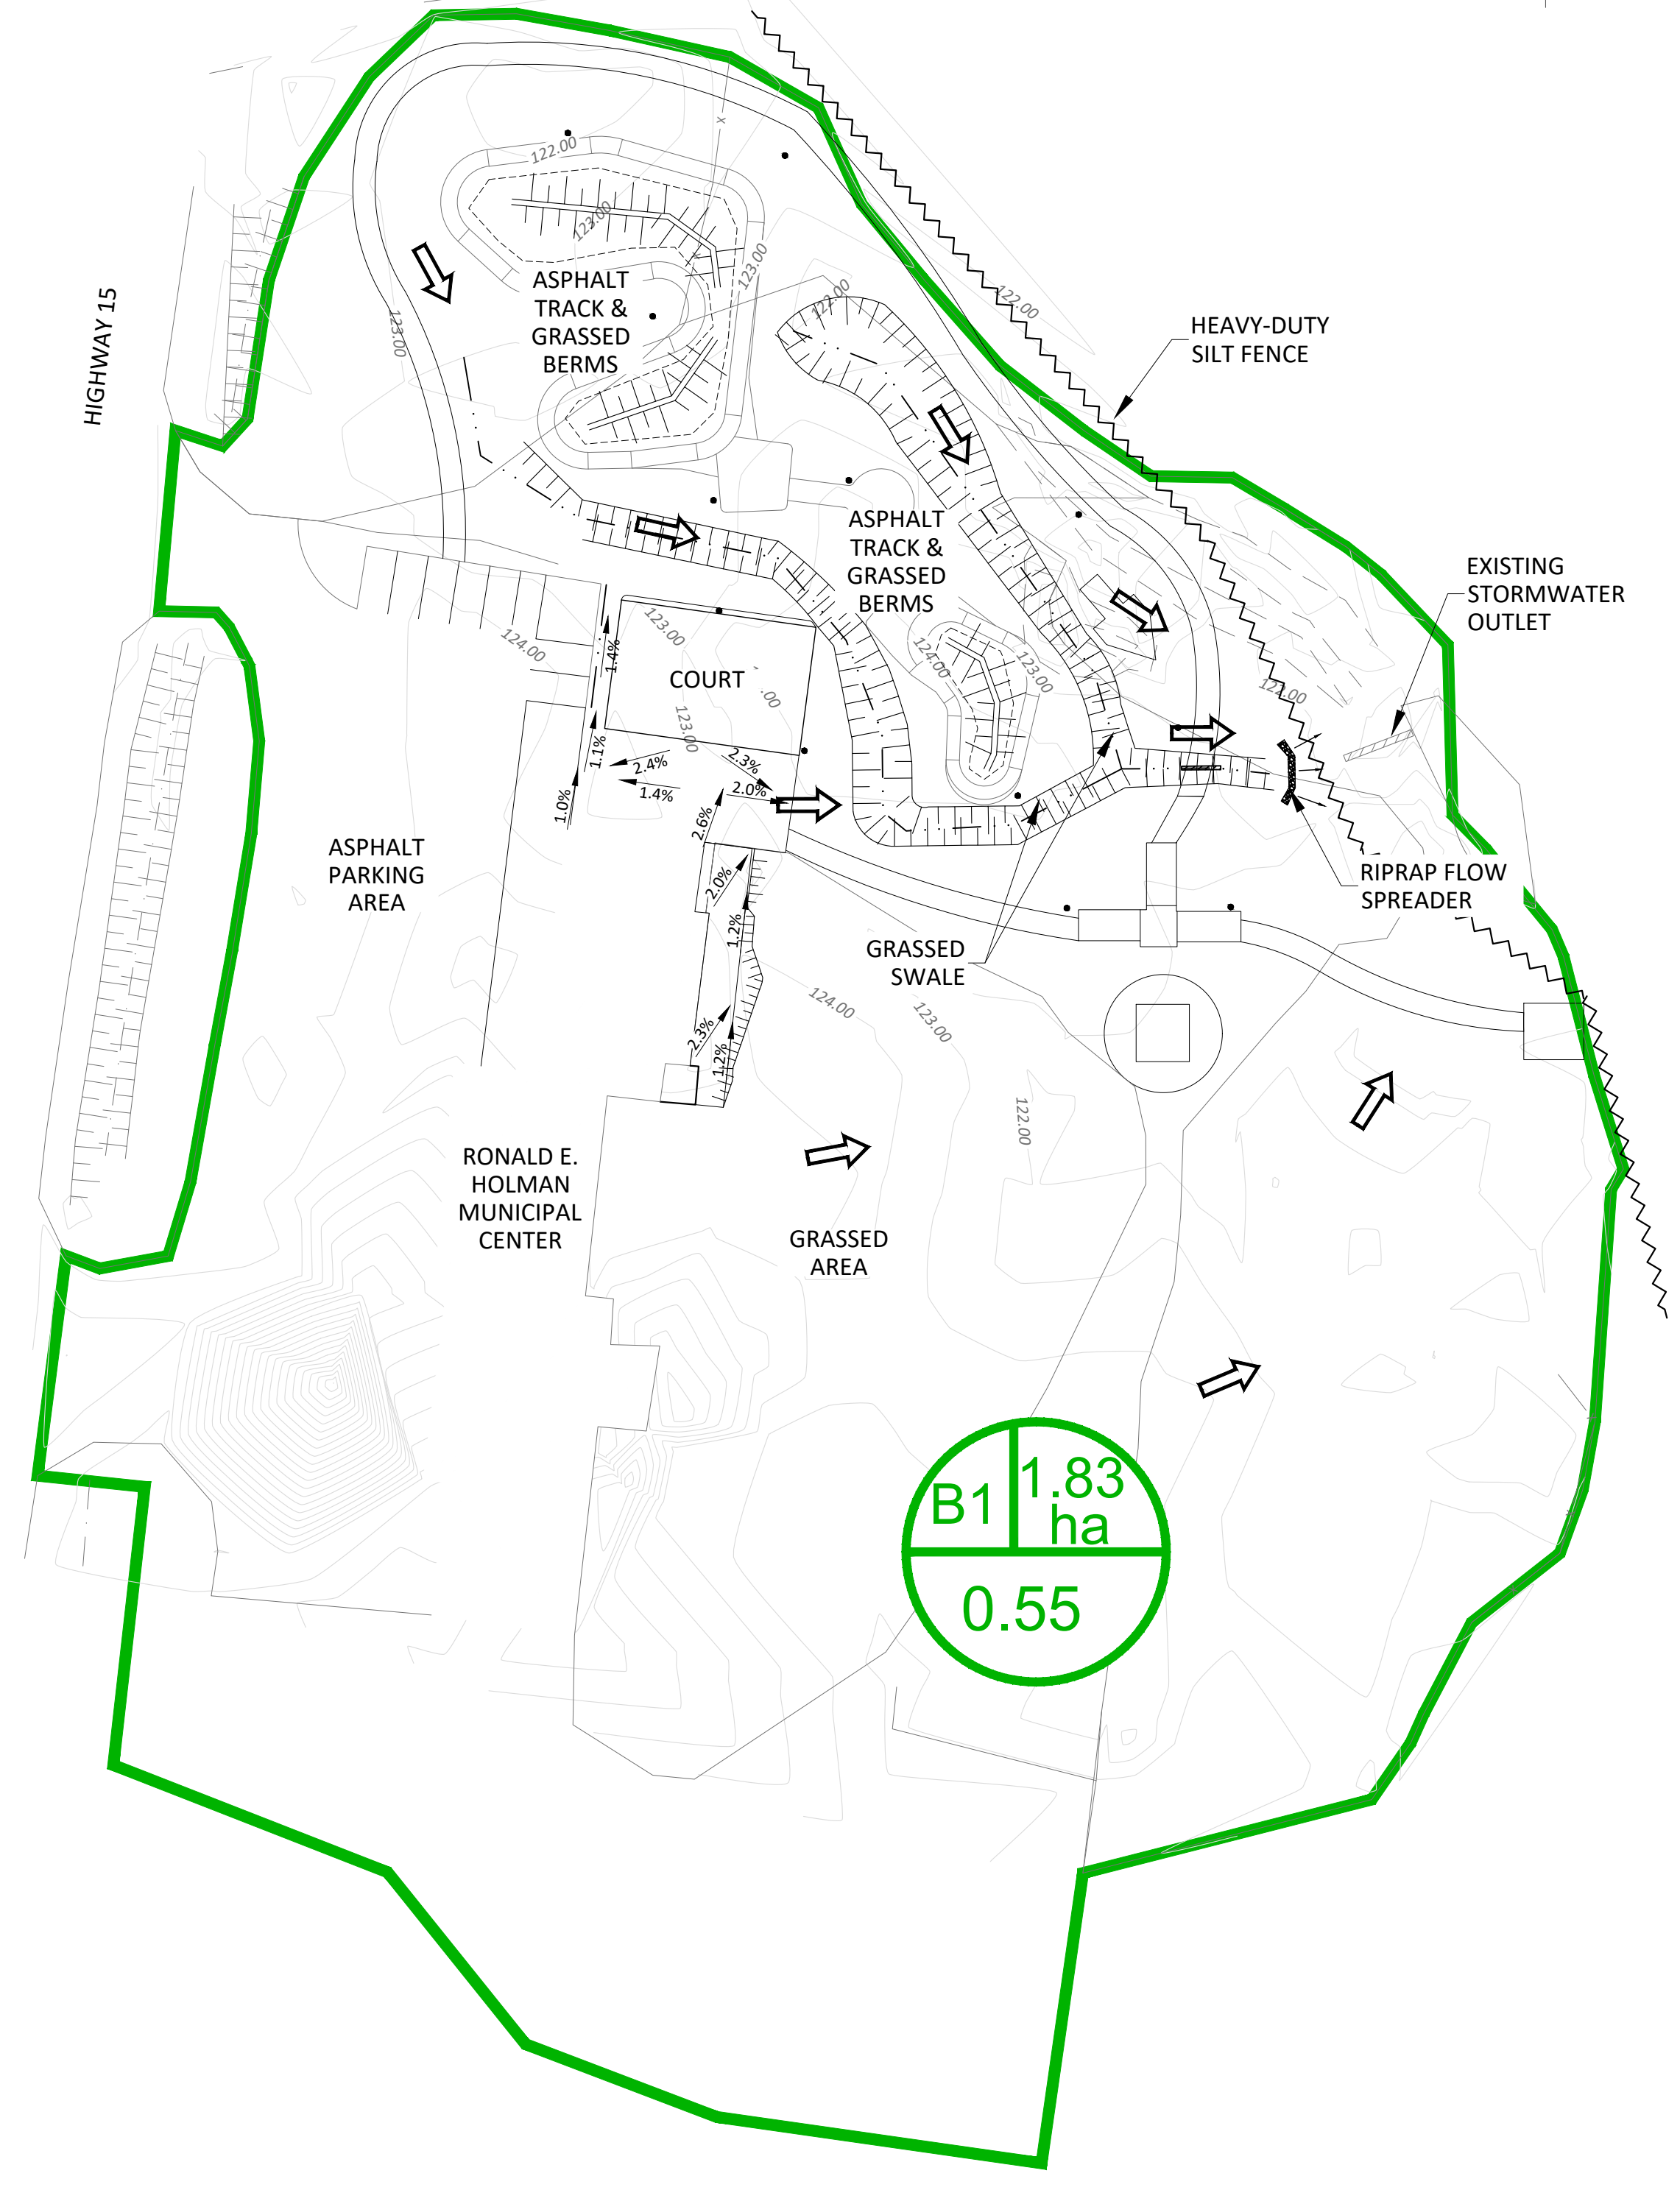 122.00
x
123.00
123.00
ASPHALT
TRACK &
GRASSED
BERMS
HIGHWAY 15
123.00
122.00
122.00
HEAVY-DUTY
SILT FENCE
ASPHALT
TRACK &
GRASSED
BERMS
EXISTING
STORMWATER
OUTLET
124.00
123.00
1.4%
COURT
.00
123.00
124.00
123.00
122.00
1.1%
2.4%
1.4%
2.3%
2.0%
1.0%
2.6%
ASPHALT
PARKING
AREA
2.0%
1.2%
RIPRAP FLOW
SPREADER
GRASSED
SWALE
124.00
123.00
2.3%
1.2%
122.00
RONALD E.
HOLMAN
MUNICIPAL
CENTER
GRASSED
AREA
B1
1.83
ha
0.55